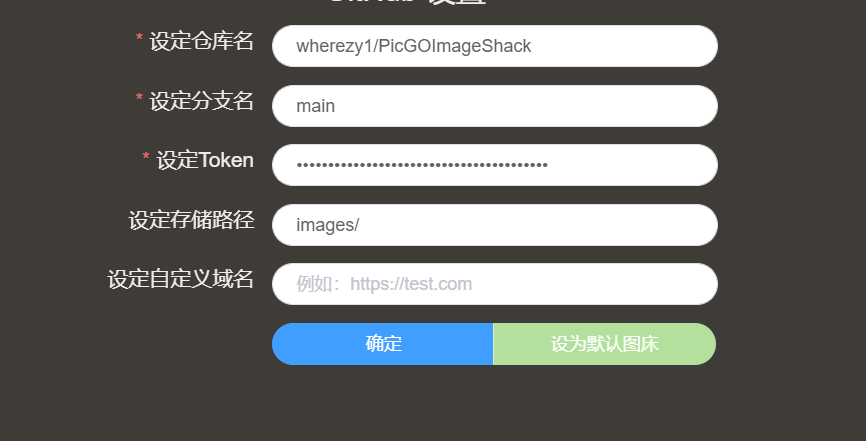 * 设定仓库名
wherezy1/PicGOImageShack
* 设定分支名
main
* 设定Token
••••••••••••••••••••••••••••••••••••••••
设定存储路径
images/
设定自定义域名
例如：https://test.com
确定
设为默认图床